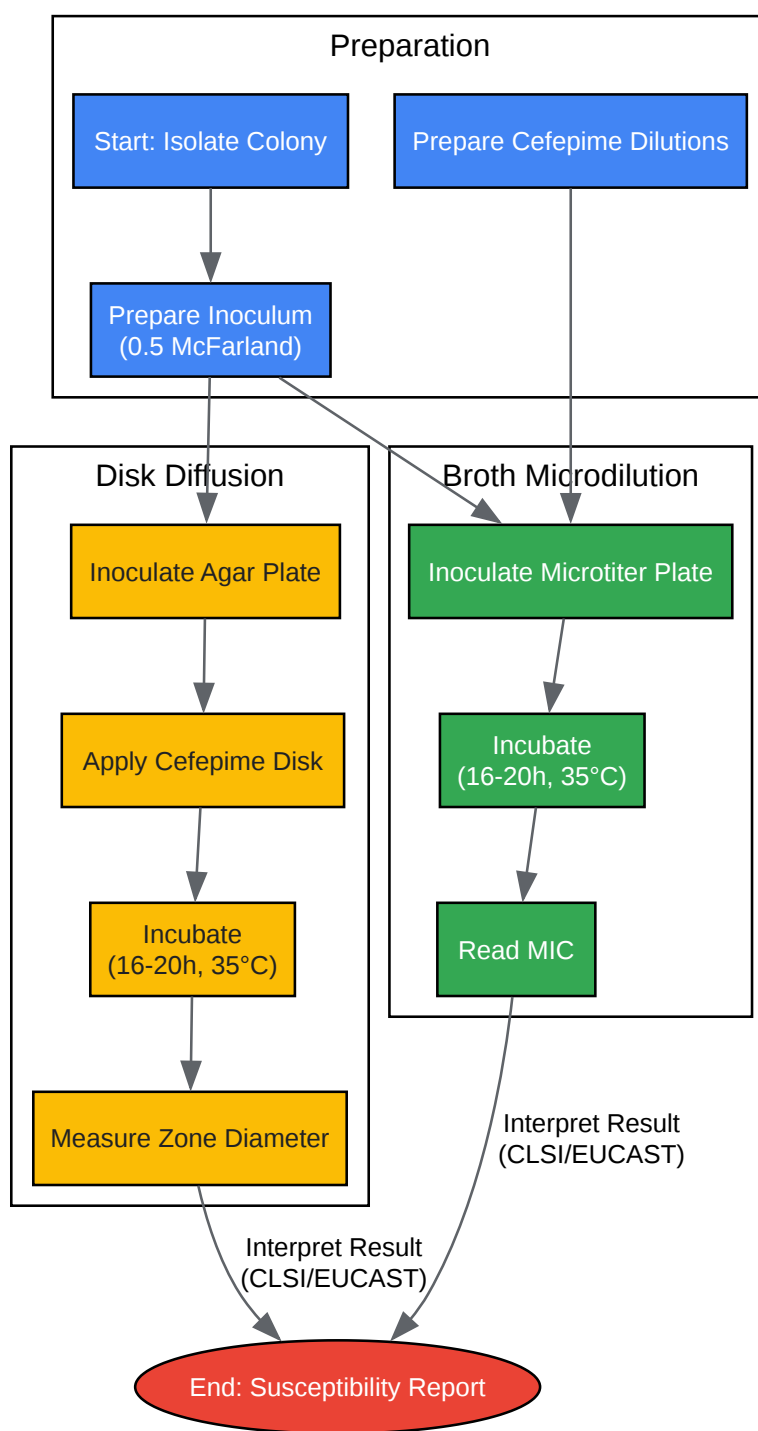 Preparation
Start: Isolate Colony
Prepare Cefepime Dilutions
Prepare Inoculum
(0.5 McFarland)
Disk Diffusion
Broth Microdilution
Inoculate Agar Plate
Inoculate Microtiter Plate
Apply Cefepime Disk
Incubate
(16-20h, 35°C)
Incubate
(16-20h, 35°C)
Read MIC
Measure Zone Diameter
Interpret Result
(CLSI/EUCAST)
Interpret Result
(CLSI/EUCAST)
End: Susceptibility Report